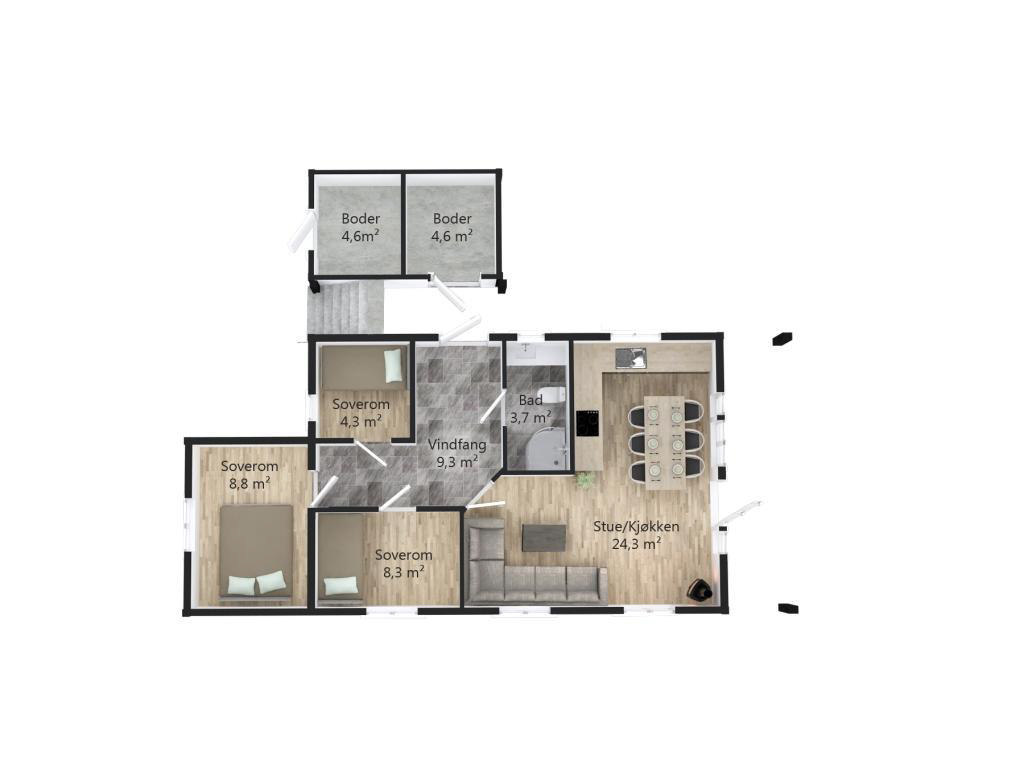 Boder
4,6m²
Boder
4,6 m²
Soverom
4,3 m²
Bad
3,7 m²
Vindfang
9,3 m²
Soverom
8,8 m²
Stue/Kjøkken
24,3 m²
Soverom
8,3 m²